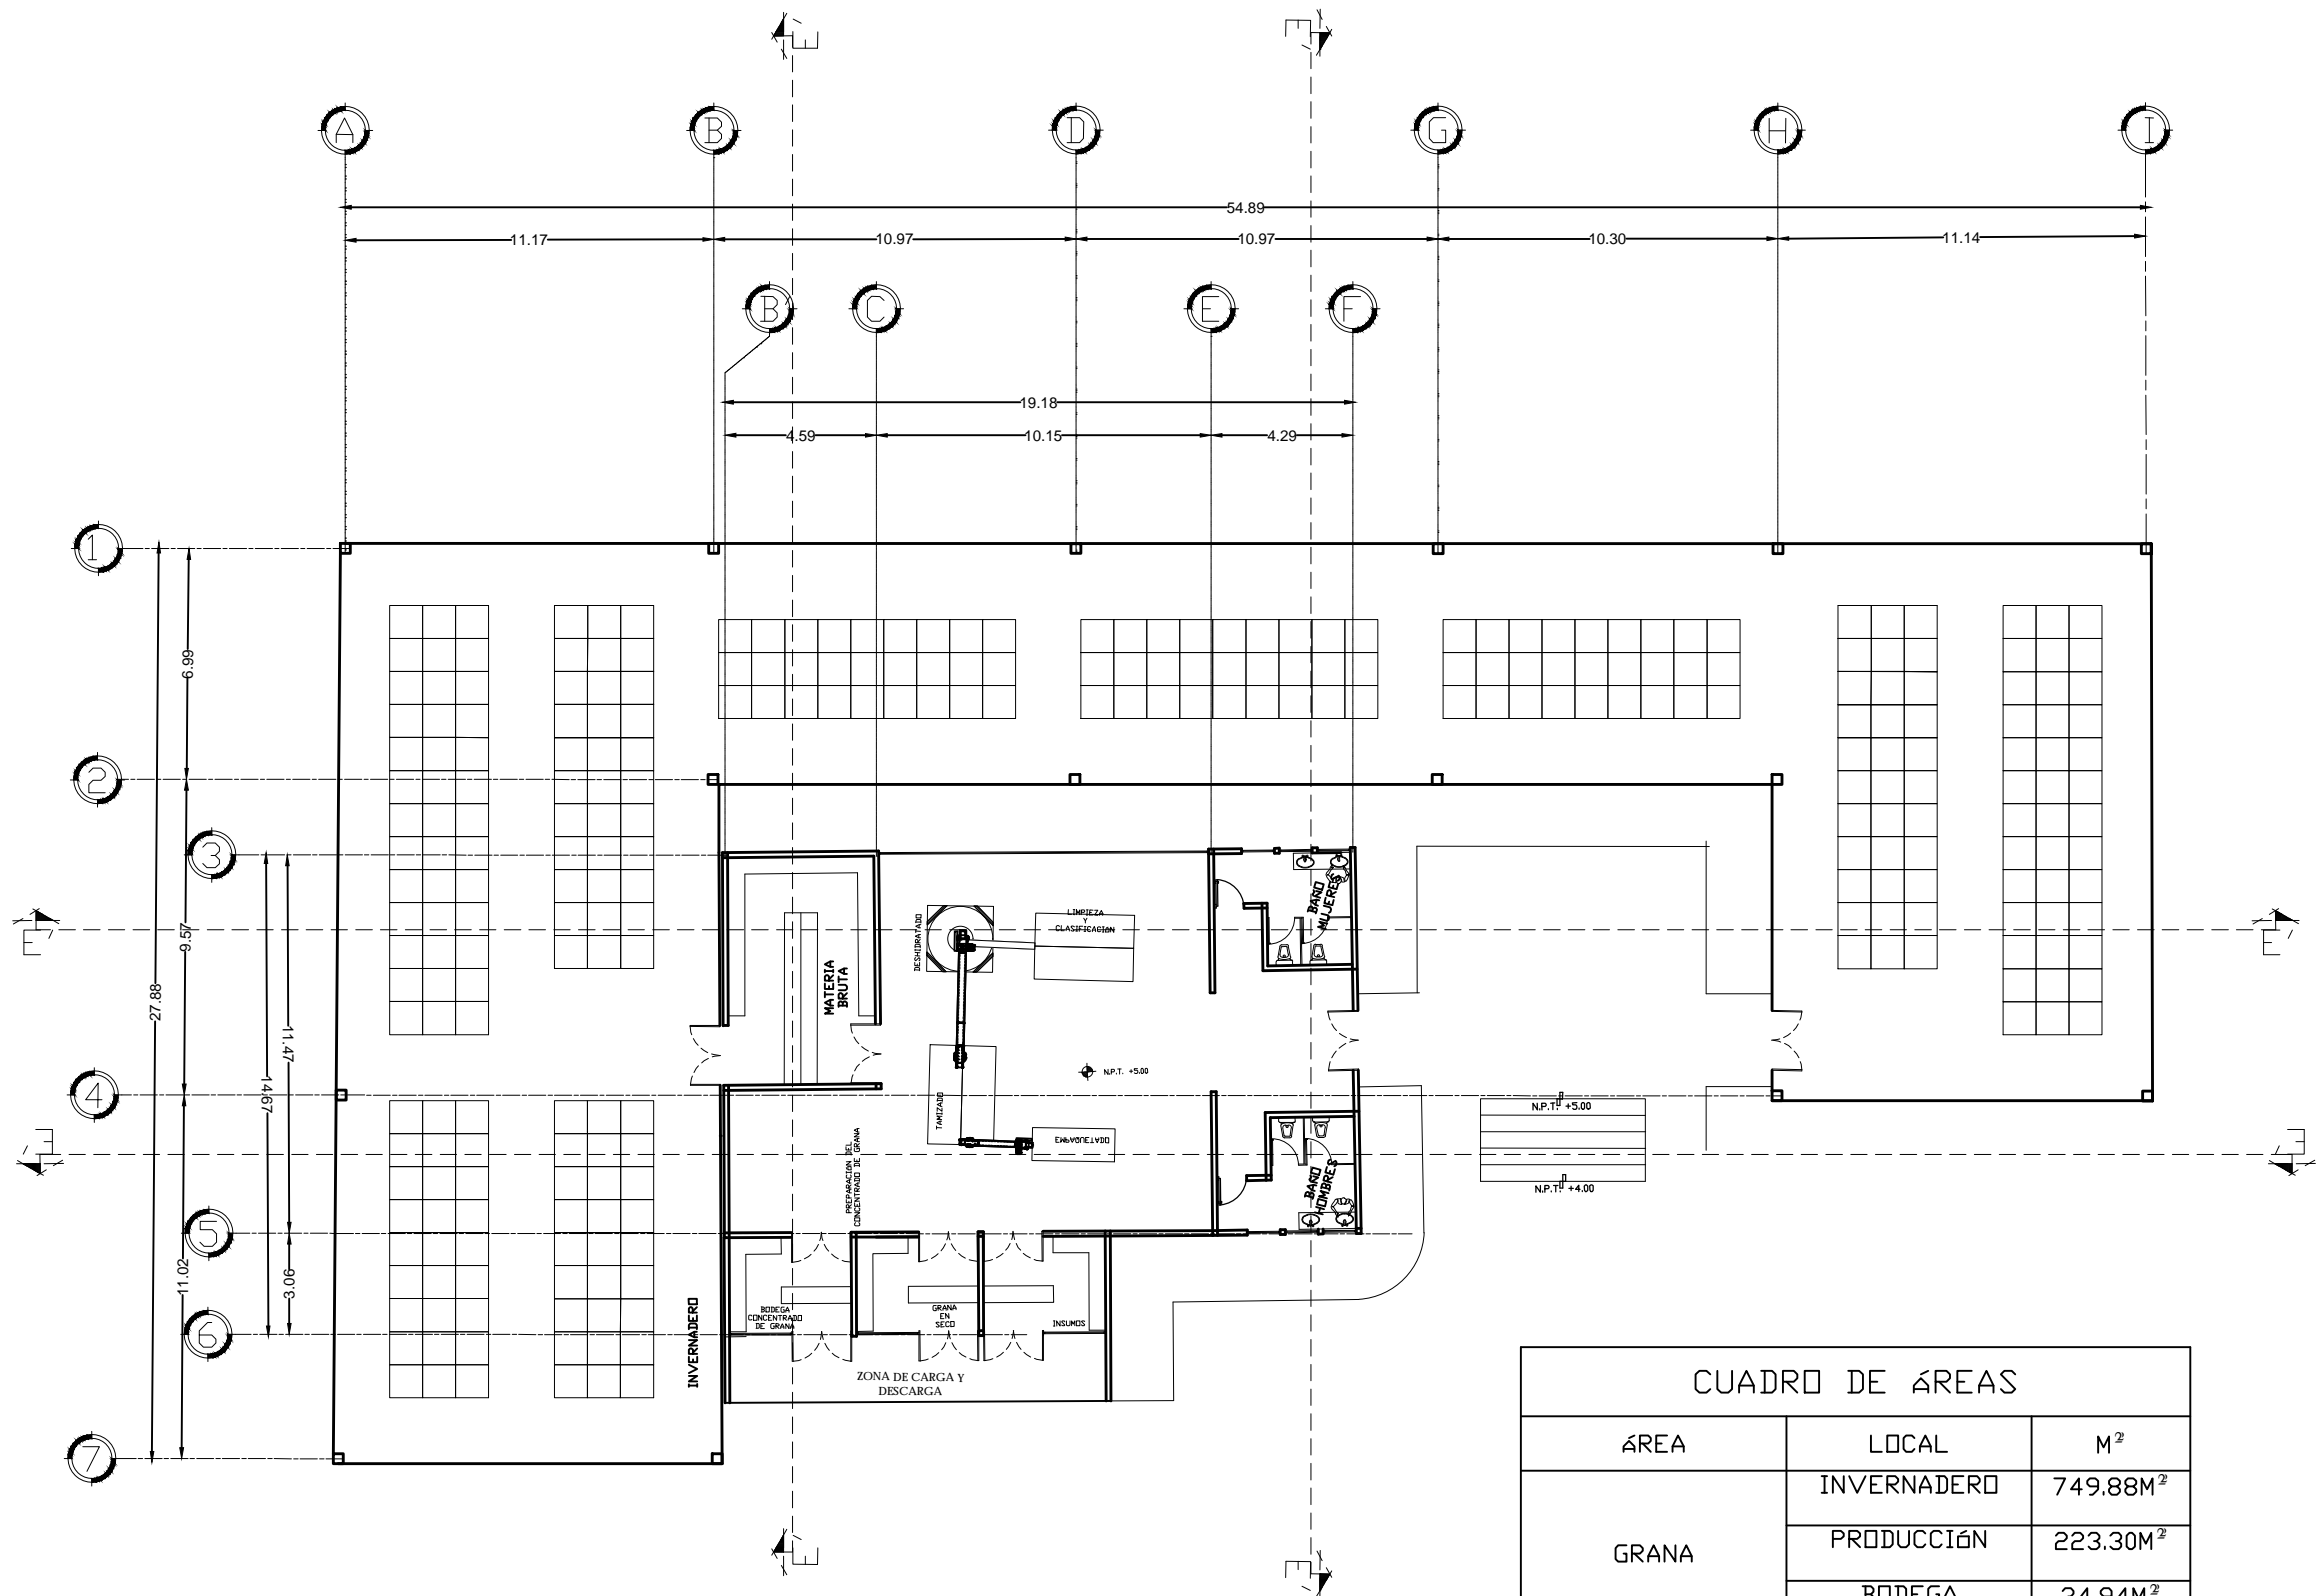 E'
E'
A
B
D
G
H
I
54.89
11.17
10.97
10.97
10.30
11.14
B'
C
E
F
19.18
4.59
10.15
4.29
1
6.99
2
3
9.57
E'
E'
27.88
11.47
14.67
4
E'
E'
5
11.02
3.06
6
7
MATERIA
BRUTA
DESHIDRATADO
LIMPIEZA
Y
CLASIFICACIóN
BAÑO
MUJERES
N.P.T. +5.00
TAMIZADO
EMPAQUETADO
PREPARACIóN DEL
CONCENTRADO DE GRANA
BAÑO
HOMBRES
N.P.T. +5.00
N.P.T. +4.00
INVERNADERO
BODEGA
CONCENTRADO
DE GRANA
GRANA
EN
SECO
INSUMOS
ZONA DE CARGA Y
DESCARGA
E'
E'
CUADRO DE áREAS
áREA LOCAL M²
GRANA
INVERNADERO 749.88M²
PRODUCCIóN 223.30M²
BODEGA 24.94M²